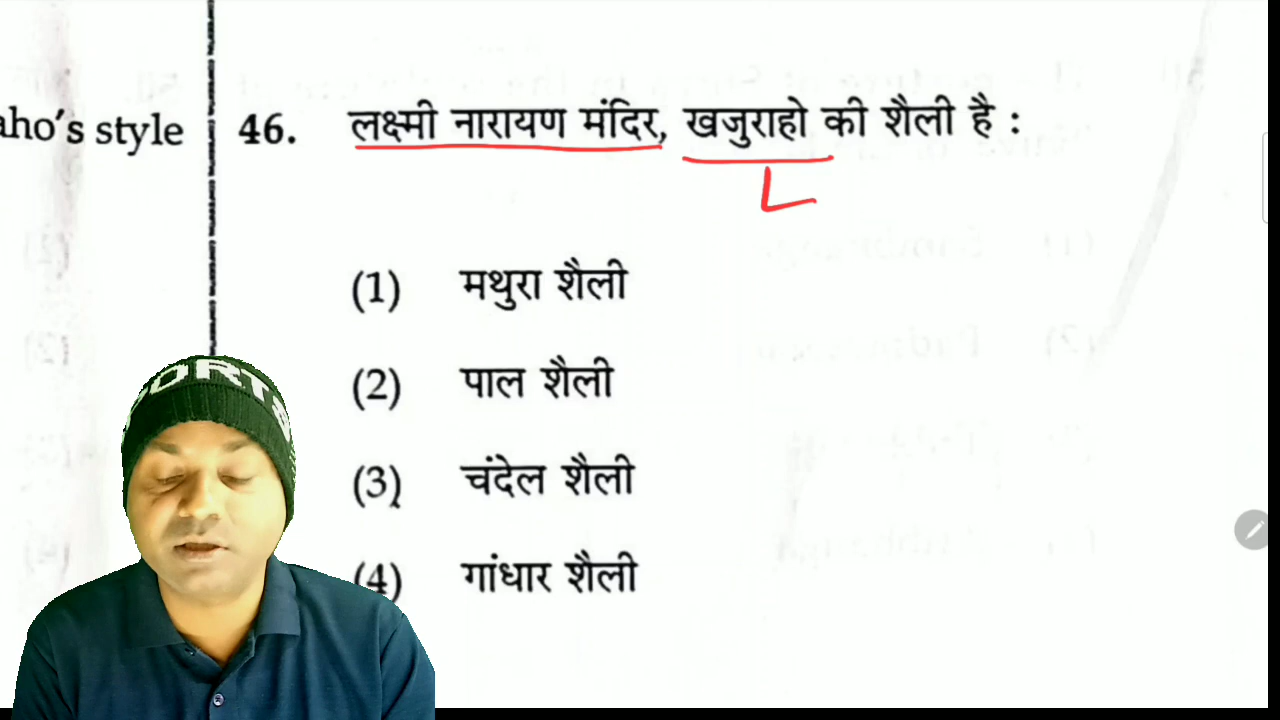 aho's style
46. लक्ष्मी नारायण मंदिर, खजुराहो की शैली है :
(1) मथुरा शैली
(2) पाल शैली
(3) चंदेल शैली
(4) गांधार शैली